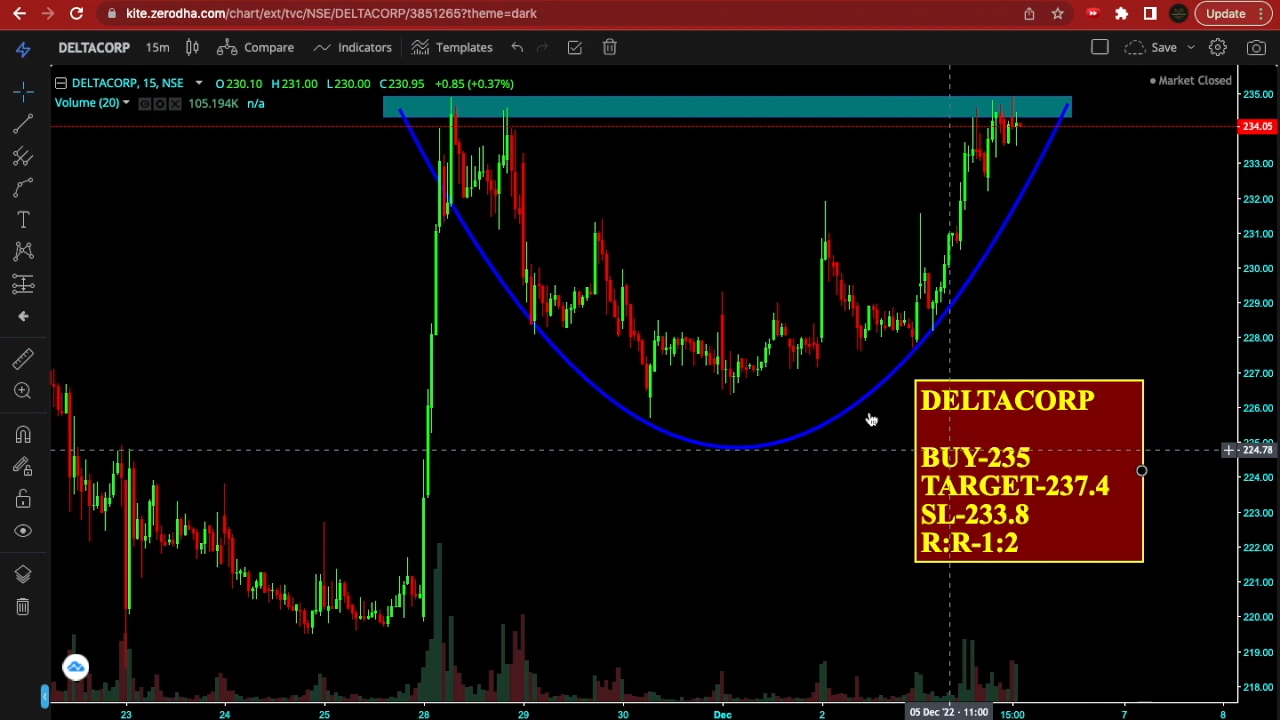 kite.zerodha.com/chart/ext/tvc/NSE/DELTACORP/3851265?theme=dark
Update
DELTACORP 15m Compare Indicators Templates Save
DELTACORP, 15, NSE O230.10 H231.00 L230.00 C230.95 +0.85 (+0.37%)
Market Closed
Volume (20) 105.194K n/a
235.00
234.05
233.00
232.00
231.00
230.00
229.00
228.00
227.00
226.00
224.78
224.00
223.00
222.00
221.00
220.00
219.00
218.00
DELTACORP
BUY-235
TARGET-237.4
SL-233.8
R:R-1:2
23 24 25 28 29 30 Dec 2 05 Dec '22 - 11:00 15:00 7 8